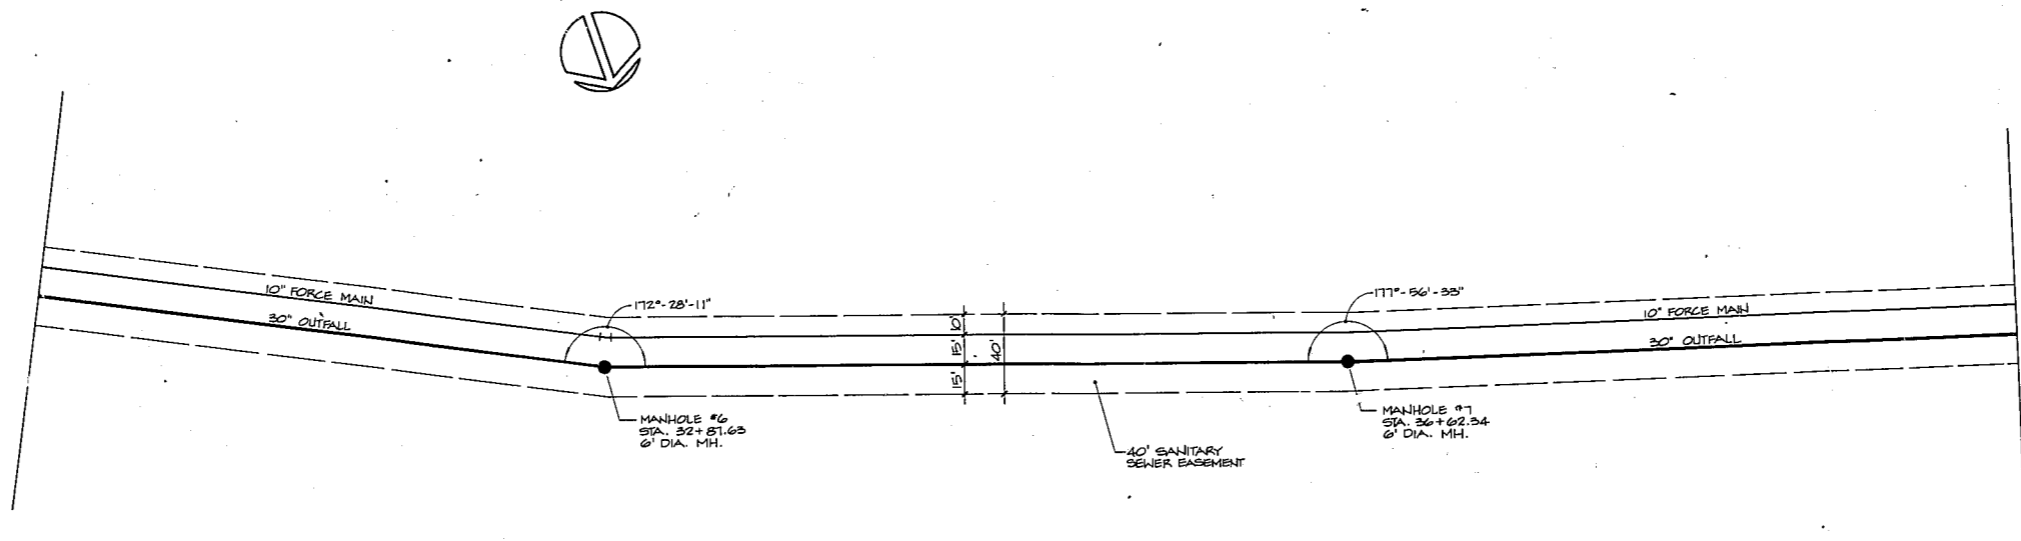 10" FORCE MAIN
30" OUTFALL
172°-28'-11"
10'
15'
15'
40'
177°-56'-33"
10" FORCE MAIN
30" OUTFALL
MANHOLE #6
STA. 32+87.63
6' DIA. MH.
MANHOLE #7
STA. 36+62.34
6' DIA. MH.
40' SANITARY
SEWER EASEMENT